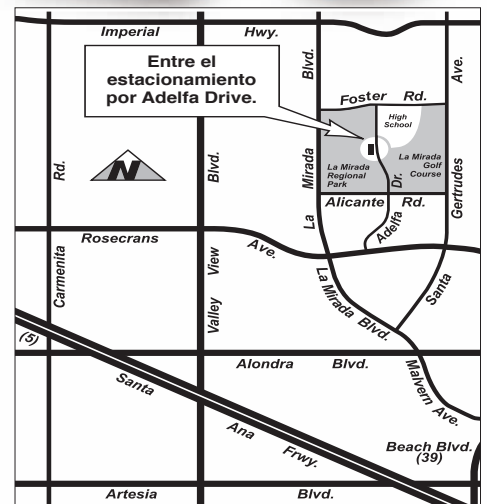 Imperial Hwy.
Entre el
estacionamiento
por Adelfa Drive.
Blvd.
Ave.
Foster Rd.
High
School
La Mirada
Regional
Park
La Mirada
Golf
Course
Rd.
N
Blvd.
Mirada
Dr.
Gertrudes
Alicante Rd.
La
Adelfa
Rosecrans Ave.
Carmenita
View
Valley
La Mirada Blvd.
Santa
(5)
Alondra Blvd.
Santa Ana Frwy.
Malvern Ave.
Beach Blvd.
(39)
Artesia Blvd.